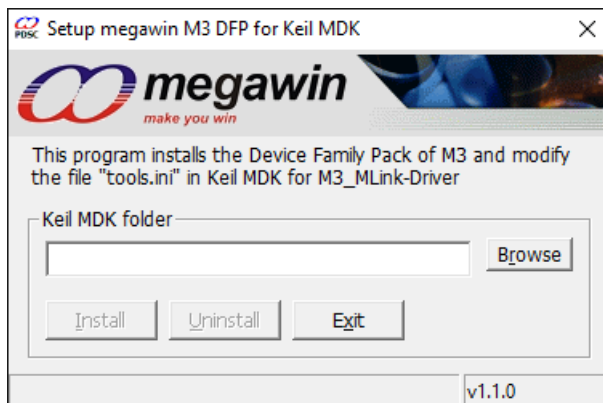 PDSC Setup megawin M3 DFP for Keil MDK
megawin
make you win
This program installs the Device Family Pack of M3 and modify
the file "tools.ini" in Keil MDK for M3_MLink-Driver
Keil MDK folder
Browse
Install Uninstall Exit
v1.1.0